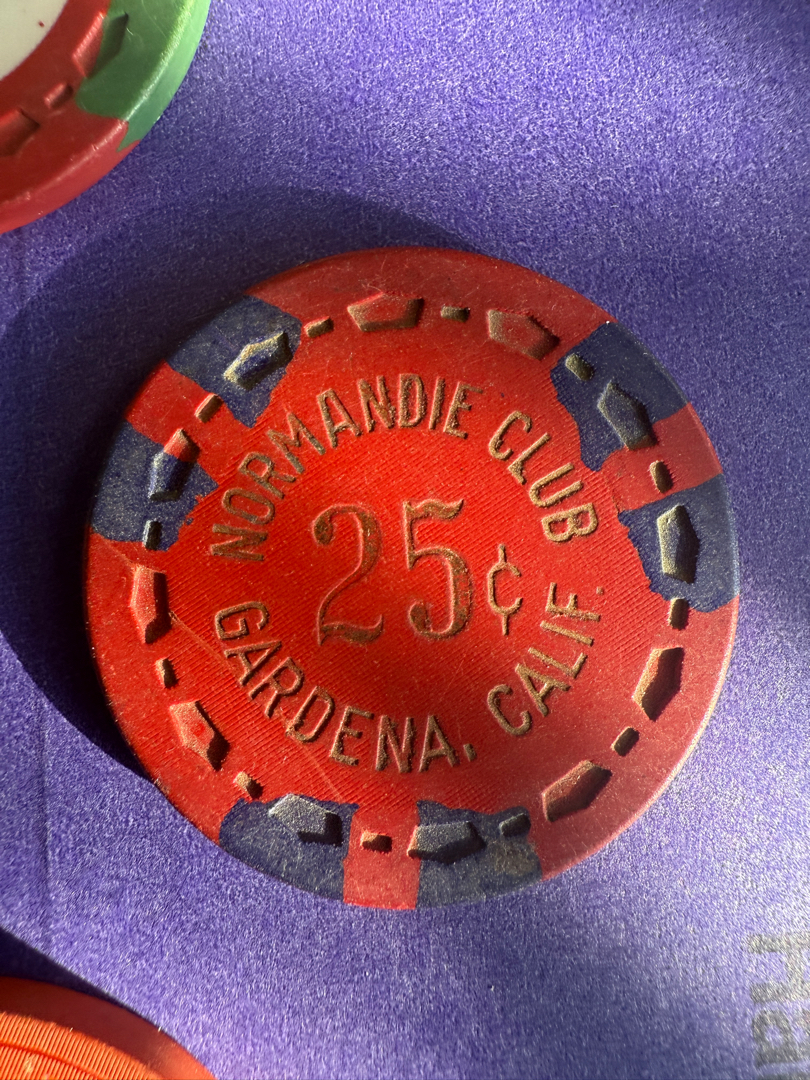 NORMANDIE CLUB
25¢
GARDENA, CALIF.